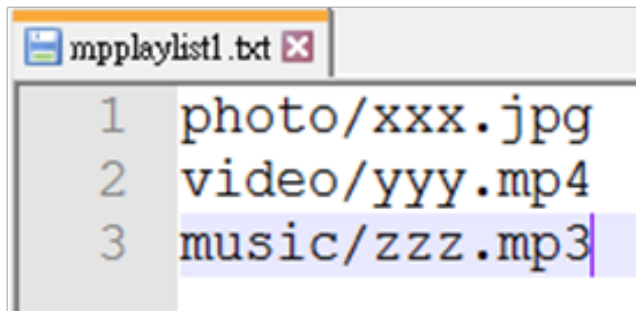 mpplaylist1.txt
1 photo/xxx.jpg
2 video/yyy.mp4
3 music/zzz.mp3